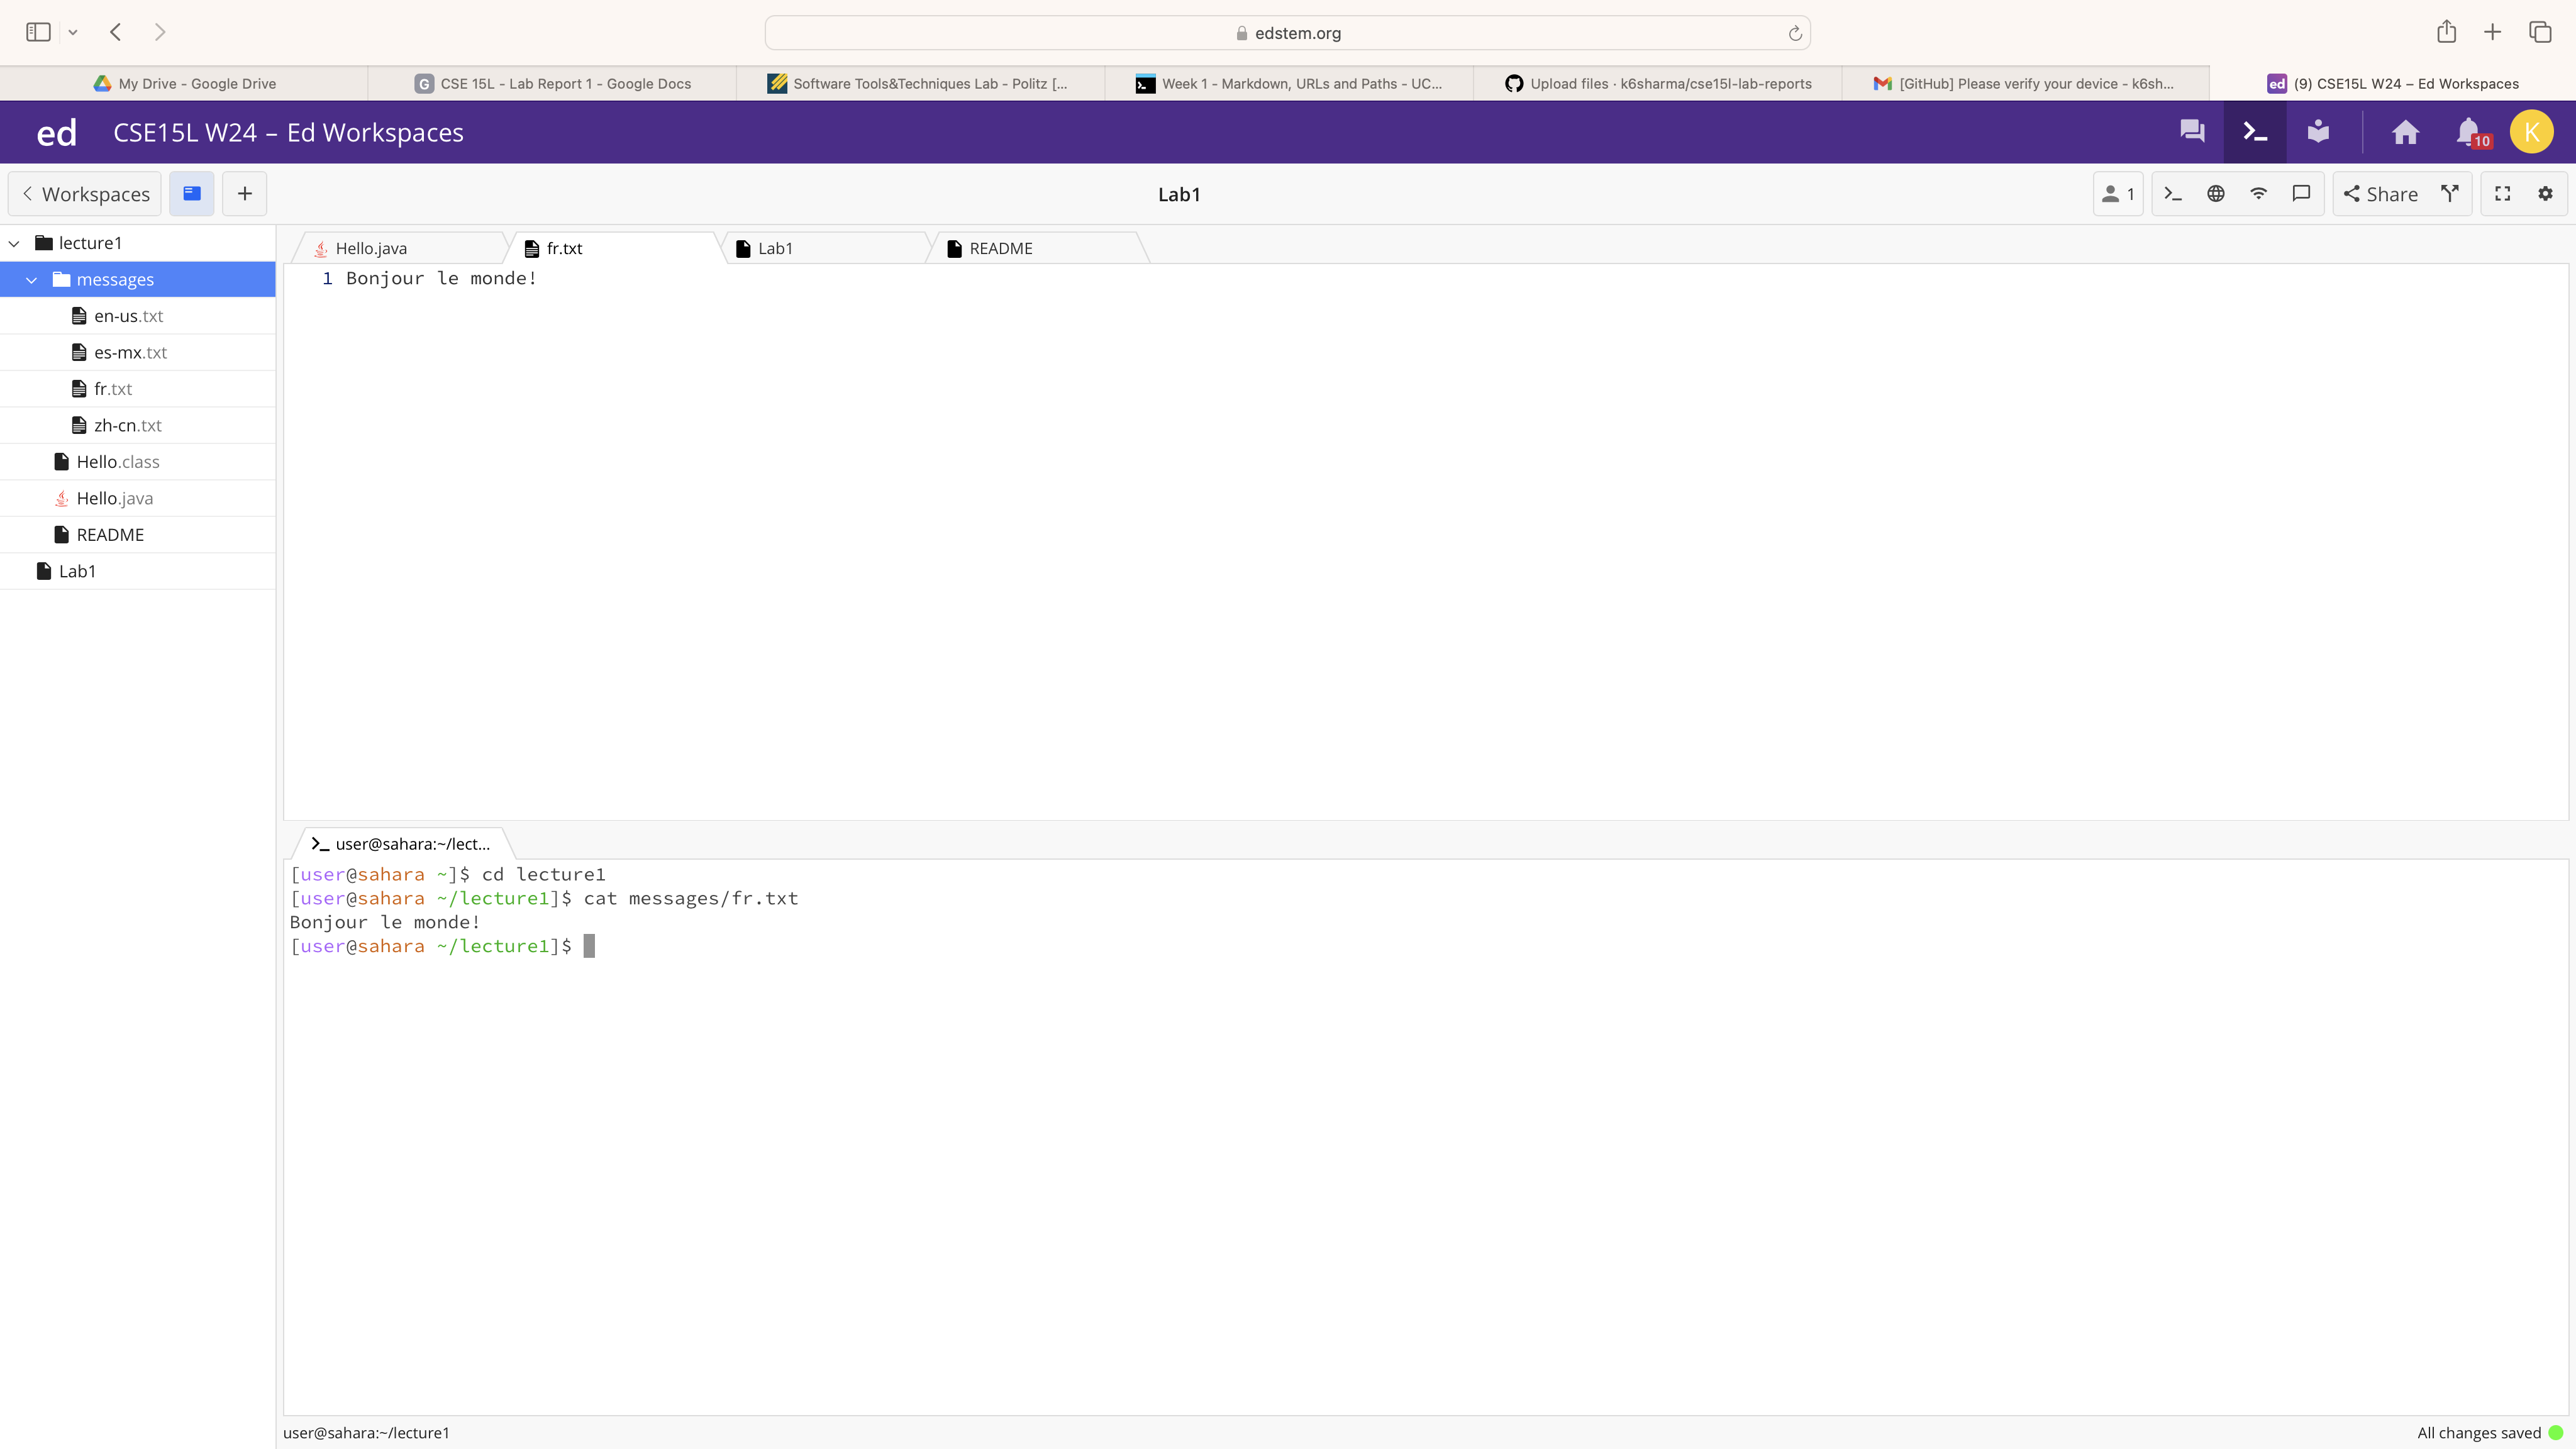 edstem.org
My Drive - Google Drive
G CSE 15L - Lab Report 1 - Google Docs
Software Tools&Techniques Lab - Politz [...
Week 1 - Markdown, URLs and Paths - UC...
Upload files · k6sharma/cse15l-lab-reports
[GitHub] Please verify your device - k6sh...
ed (9) CSE15L W24 – Ed Workspaces
ed CSE15L W24 – Ed Workspaces
10
K
Workspaces
Lab1
1
Share
lecture1
messages
en-us.txt
es-mx.txt
fr.txt
zh-cn.txt
Hello.class
Hello.java
README
Lab1
Hello.java
fr.txt
Lab1
README
1 Bonjour le monde!
user@sahara:~/lect...
[user@sahara ~]$ cd lecture1
[user@sahara ~/lecture1]$ cat messages/fr.txt
Bonjour le monde!
[user@sahara ~/lecture1]$
user@sahara:~/lecture1
All changes saved